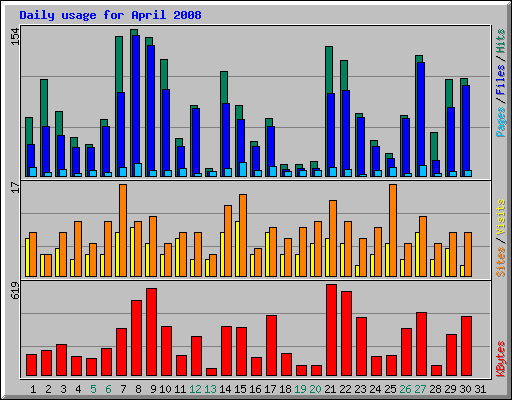 Daily usage for April 2008
154
Pages / Files / Hits
17
Sites / Visits
619
KBytes
1 2 3 4 5 6 7 8 9 10 11 12 13 14 15 16 17 18 19 20 21 22 23 24 25 26 27 28 29 30 31